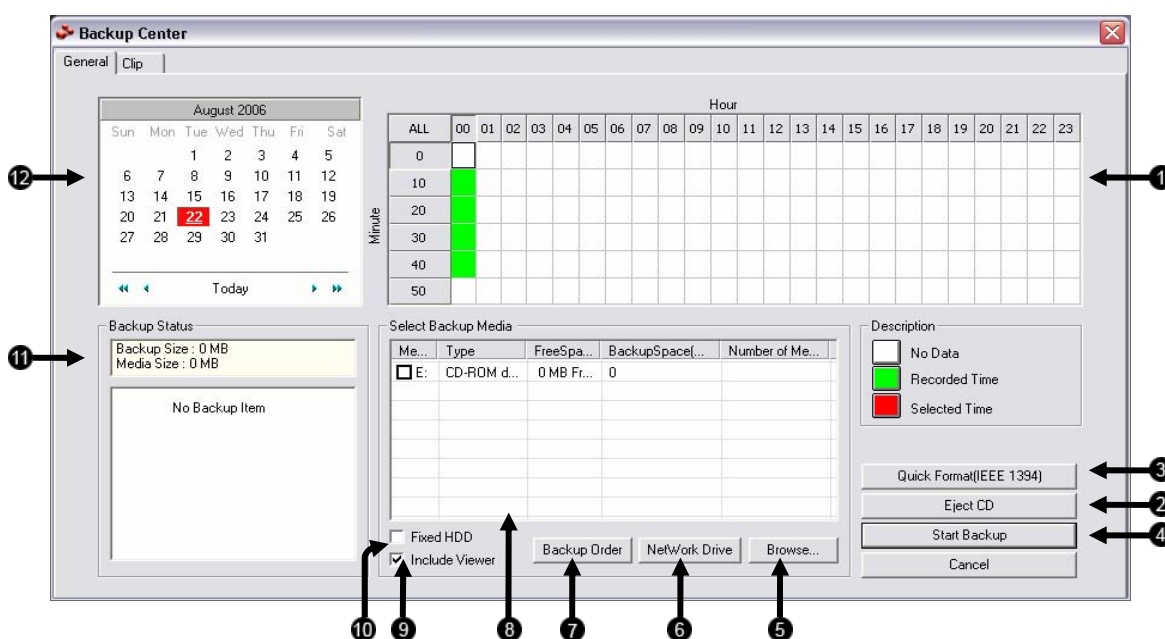 Backup Center
General Clip
August 2006
Sun Mon Tue Wed Thu Fri Sat
1 2 3 4 5
6 7 8 9 10 11 12
13 14 15 16 17 18 19
20 21 22 23 24 25 26
27 28 29 30 31
Today
Hour
ALL 00 01 02 03 04 05 06 07 08 09 10 11 12 13 14 15 16 17 18 19 20 21 22 23
Minute
0
10
20
30
40
50
12
1
Backup Status
Backup Size : 0 MB
Media Size : 0 MB
No Backup Item
11
Select Backup Media
Me... Type FreeSpa... BackupSpace(... Number of Me...
E: CD-ROM d... 0 MB Fr... 0
Fixed HDD
Include Viewer
Backup Order NetWork Drive Browse...
Description
No Data
Recorded Time
Selected Time
Quick Format(IEEE 1394) 3
Eject CD 2
Start Backup 4
Cancel
10 9 8 7 6 5